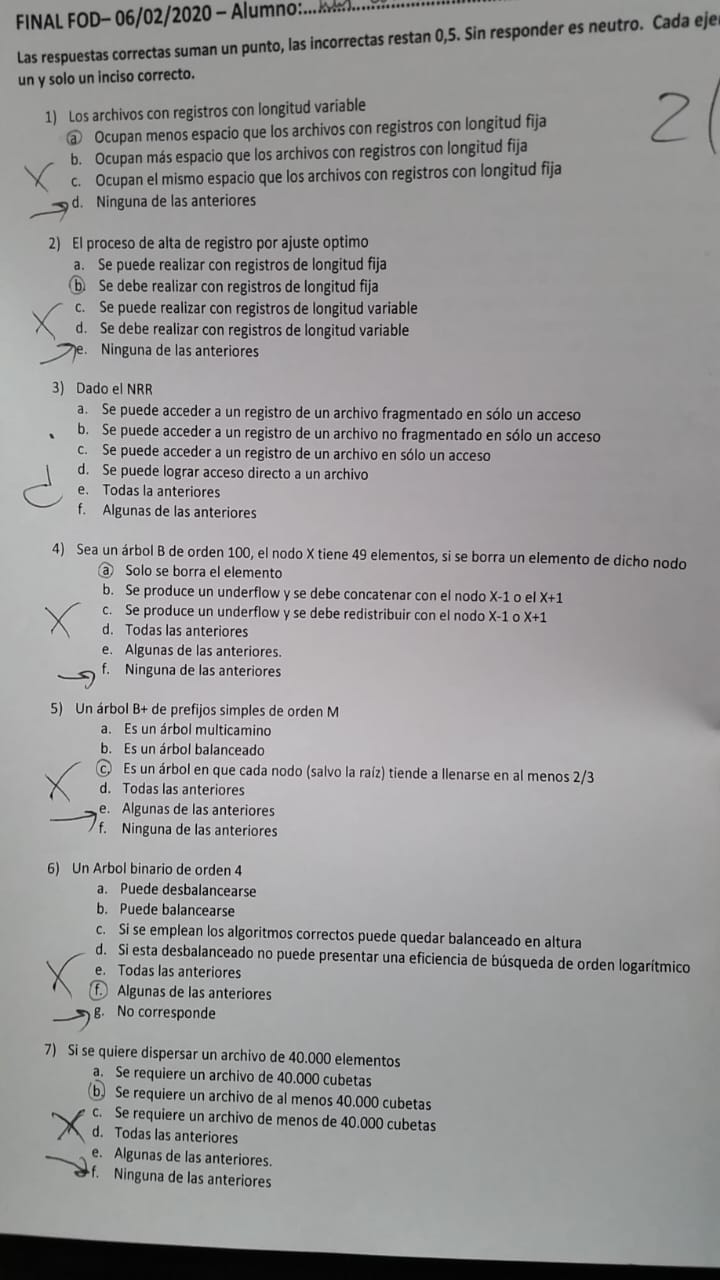 FINAL FOD– 06/02/2020 – Alumno:...
Las respuestas correctas suman un punto, las incorrectas restan 0,5. Sin responder es neutro. Cada eje
un y solo un inciso correcto.
2
1) Los archivos con registros con longitud variable
a Ocupan menos espacio que los archivos con registros con longitud fija
b. Ocupan más espacio que los archivos con registros con longitud fija
c. Ocupan el mismo espacio que los archivos con registros con longitud fija
d. Ninguna de las anteriores
2) El proceso de alta de registro por ajuste optimo
a. Se puede realizar con registros de longitud fija
b. Se debe realizar con registros de longitud fija
c. Se puede realizar con registros de longitud variable
d. Se debe realizar con registros de longitud variable
e. Ninguna de las anteriores
3) Dado el NRR
a. Se puede acceder a un registro de un archivo fragmentado en sólo un acceso
b. Se puede acceder a un registro de un archivo no fragmentado en sólo un acceso
c. Se puede acceder a un registro de un archivo en sólo un acceso
d. Se puede lograr acceso directo a un archivo
e. Todas la anteriores
f. Algunas de las anteriores
4) Sea un árbol B de orden 100, el nodo X tiene 49 elementos, si se borra un elemento de dicho nodo
a Solo se borra el elemento
b. Se produce un underflow y se debe concatenar con el nodo X-1 o el X+1
c. Se produce un underflow y se debe redistribuir con el nodo X-1 o X+1
d. Todas las anteriores
e. Algunas de las anteriores.
f. Ninguna de las anteriores
5) Un árbol B+ de prefijos simples de orden M
a. Es un árbol multicamino
b. Es un árbol balanceado
c) Es un árbol en que cada nodo (salvo la raíz) tiende a llenarse en al menos 2/3
d. Todas las anteriores
e. Algunas de las anteriores
f. Ninguna de las anteriores
6) Un Arbol binario de orden 4
a. Puede desbalancearse
b. Puede balancearse
c. Si se emplean los algoritmos correctos puede quedar balanceado en altura
d. Si esta desbalanceado no puede presentar una eficiencia de búsqueda de orden logarítmico
e. Todas las anteriores
f. Algunas de las anteriores
g. No corresponde
7) Si se quiere dispersar un archivo de 40.000 elementos
a. Se requiere un archivo de 40.000 cubetas
b. Se requiere un archivo de al menos 40.000 cubetas
c. Se requiere un archivo de menos de 40.000 cubetas
d. Todas las anteriores
e. Algunas de las anteriores.
f. Ninguna de las anteriores